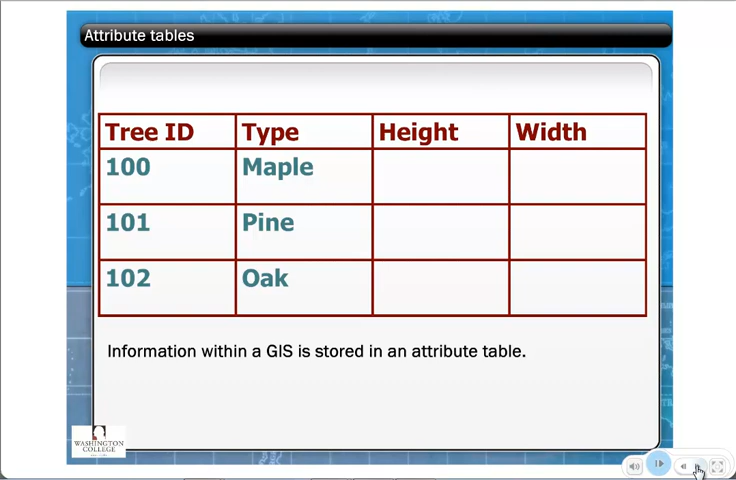 Attribute tables
Tree ID Type Height Width
100 Maple
101 Pine
102 Oak
Information within a GIS is stored in an attribute table.
WASHINGTON
COLLEGE